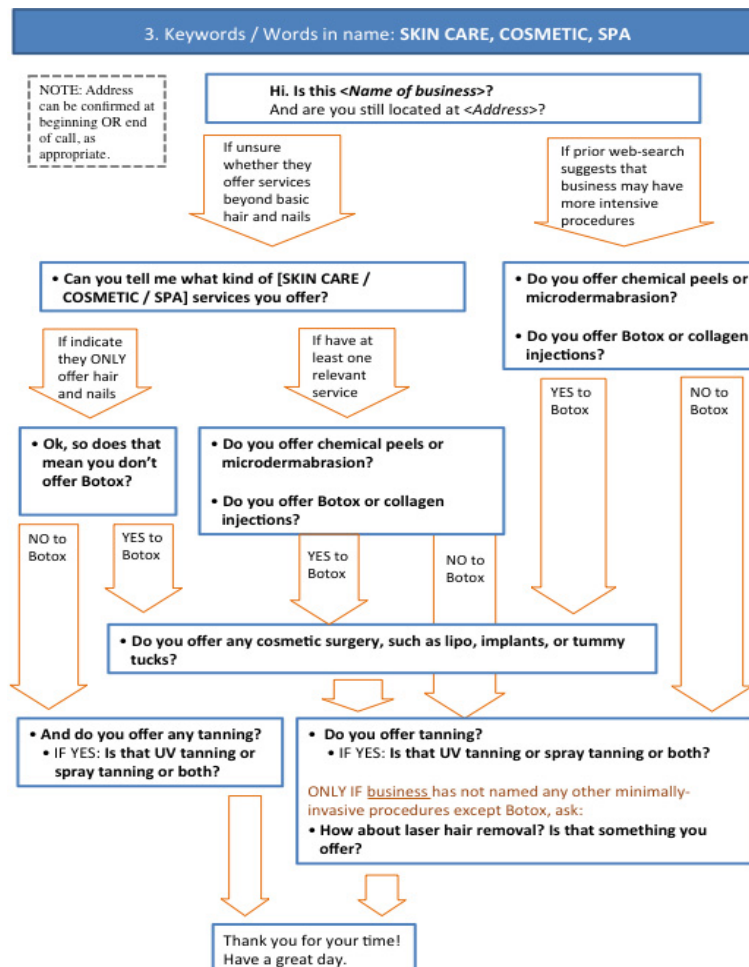 3. Keywords / Words in name: SKIN CARE, COSMETIC, SPA
NOTE: Address
can be confirmed at
beginning OR end
of call, as
appropriate.
Hi. Is this <Name of business>?
And are you still located at <Address>?
If unsure
whether they
offer services
beyond basic
hair and nails
If prior web-search
suggests that
business may have
more intensive
procedures
• Can you tell me what kind of [SKIN CARE /
COSMETIC / SPA] services you offer?
• Do you offer chemical peels or
microdermabrasion?
• Do you offer Botox or collagen
injections?
If indicate
they ONLY
offer hair
and nails
If have at
least one
relevant
service
YES to
Botox
NO to
Botox
• Ok, so does that
mean you don't
offer Botox?
• Do you offer chemical peels or
microdermabrasion?
• Do you offer Botox or collagen
injections?
NO to
Botox
YES to
Botox
YES to
Botox
NO to
Botox
• Do you offer any cosmetic surgery, such as lipo, implants, or tummy
tucks?
• And do you offer any tanning?
• IF YES: Is that UV tanning or
spray tanning or both?
• Do you offer tanning?
• IF YES: Is that UV tanning or spray tanning or both?
ONLY IF business has not named any other minimally-
invasive procedures except Botox, ask:
• How about laser hair removal? Is that something you
offer?
Thank you for your time!
Have a great day.